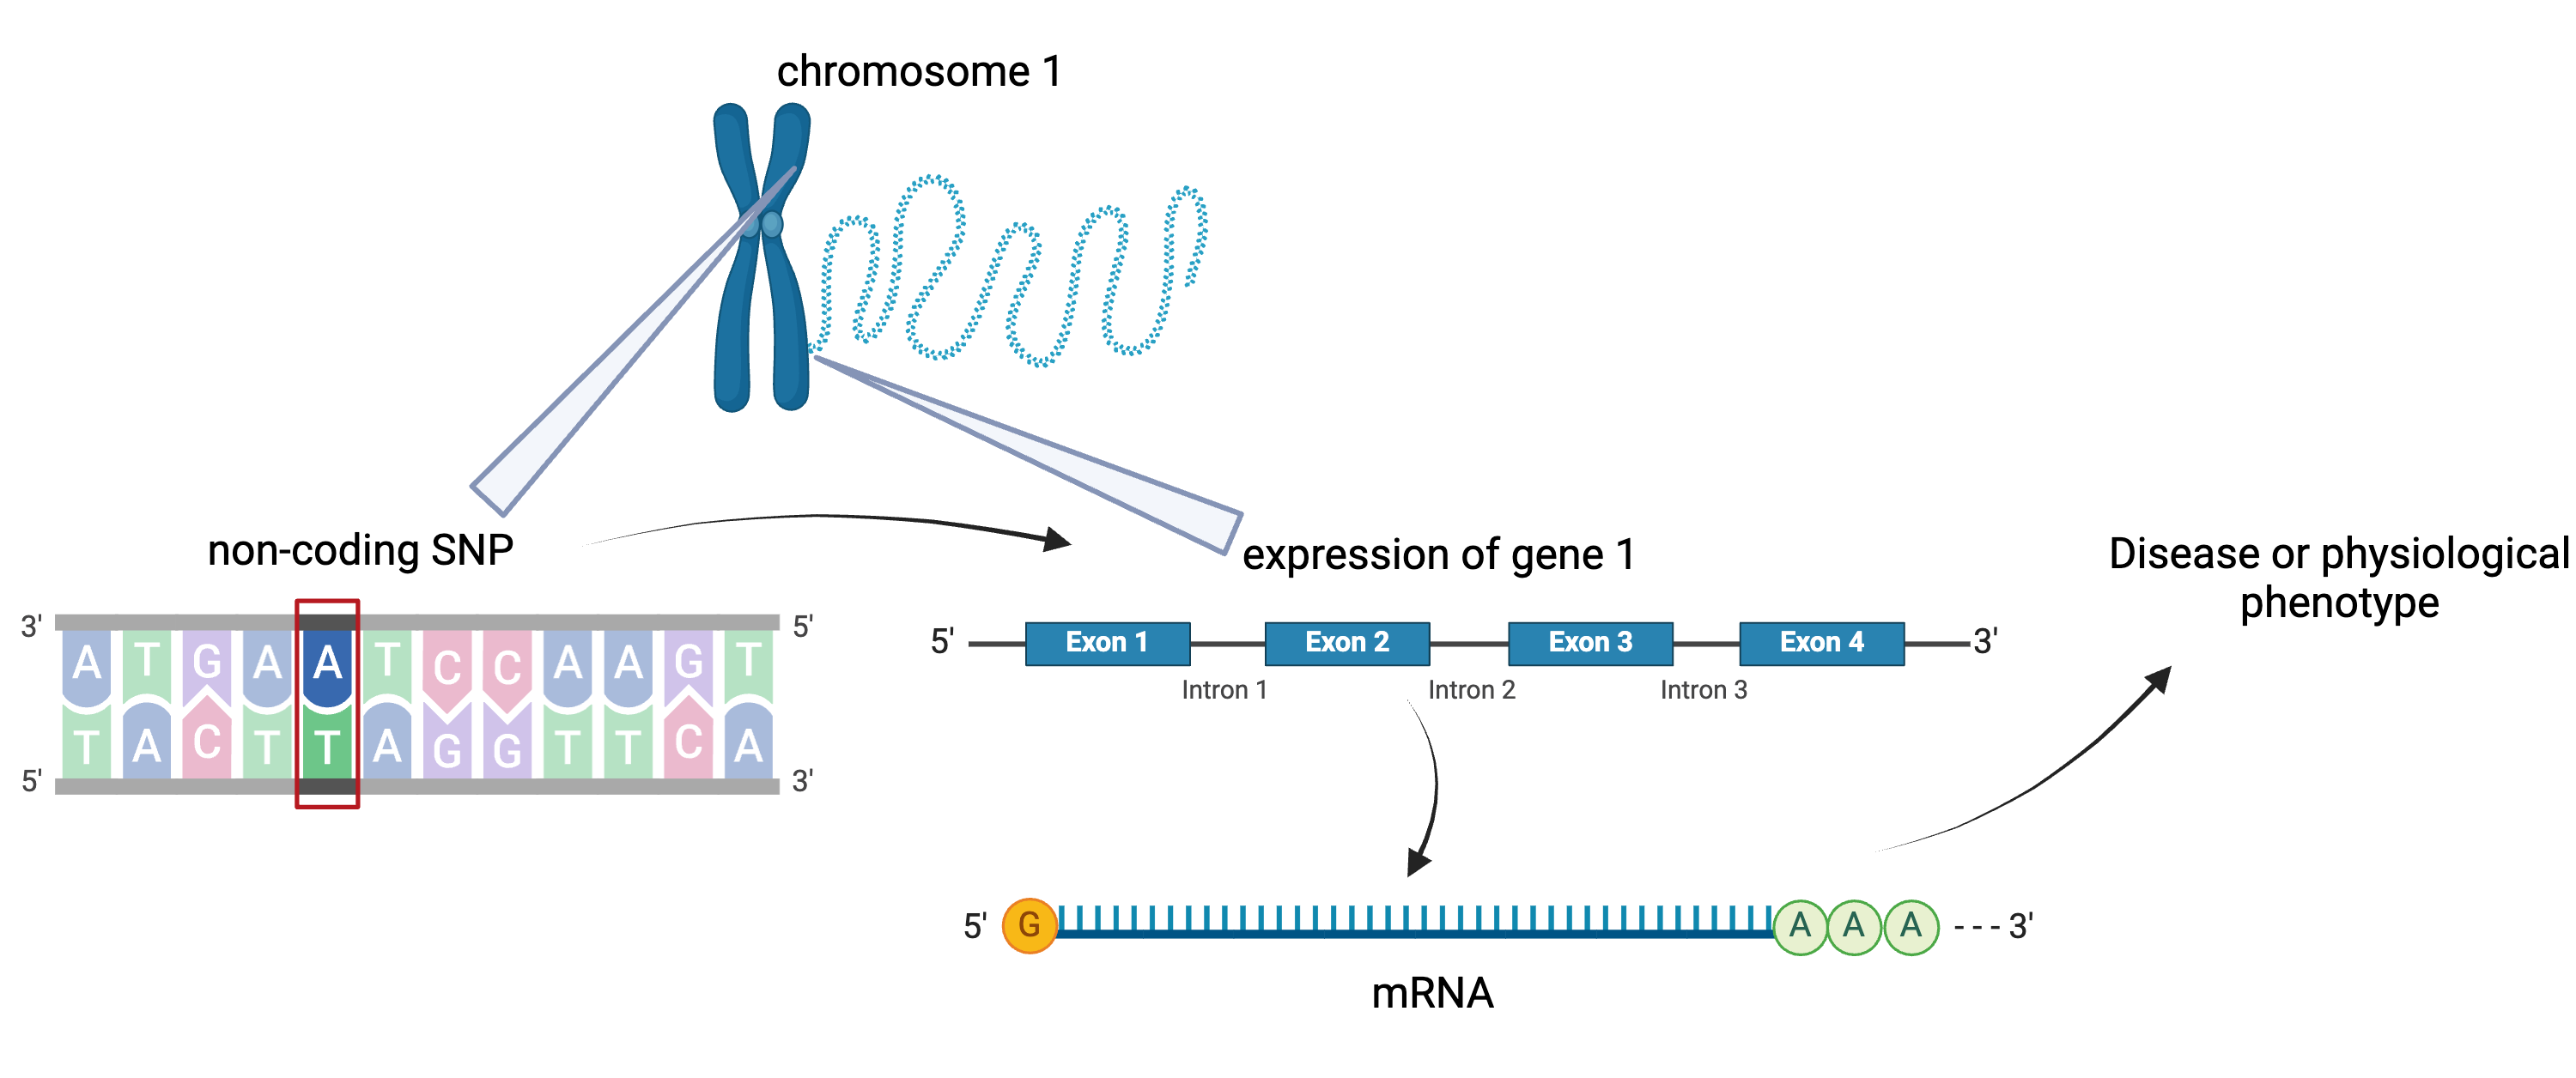 chromosome 1
non-coding SNP
expression of gene 1
Disease or physiological
phenotype
3' A T G A A T C C A A G T 5'
T A C T T A G G T T C A
5' 3'
5' Exon 1 Exon 2 Exon 3 Exon 4 3'
Intron 1 Intron 2 Intron 3
5' G A A A --- 3'
mRNA